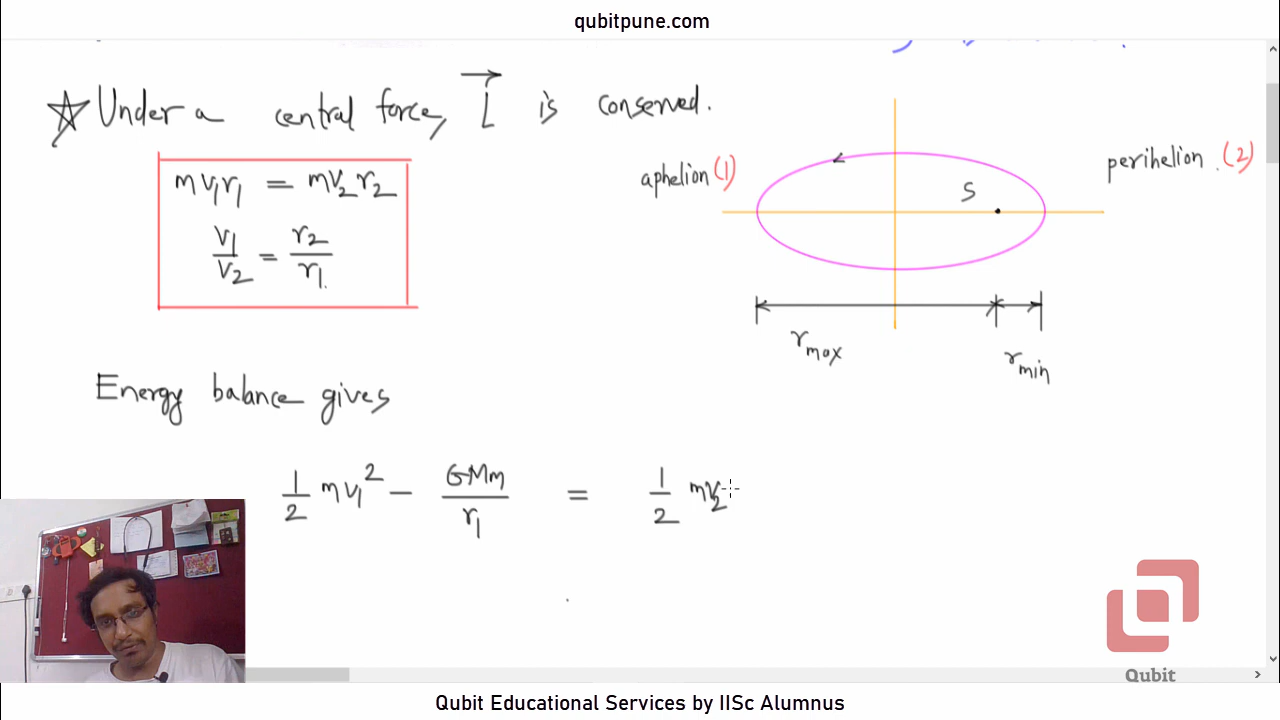 qubitpune.com
☆ Under a central force, L⃗ is conserved.
mv₁r₁ = mv₂r₂
v₁/v₂ = r₂/r₁
aphelion (1)
perihelion. (2)
S
r_max
r_min
Energy balance gives
1/2 mv₁² - GMm/r₁ = 1/2 mv₂
Qubit
Qubit Educational Services by IISc Alumnus